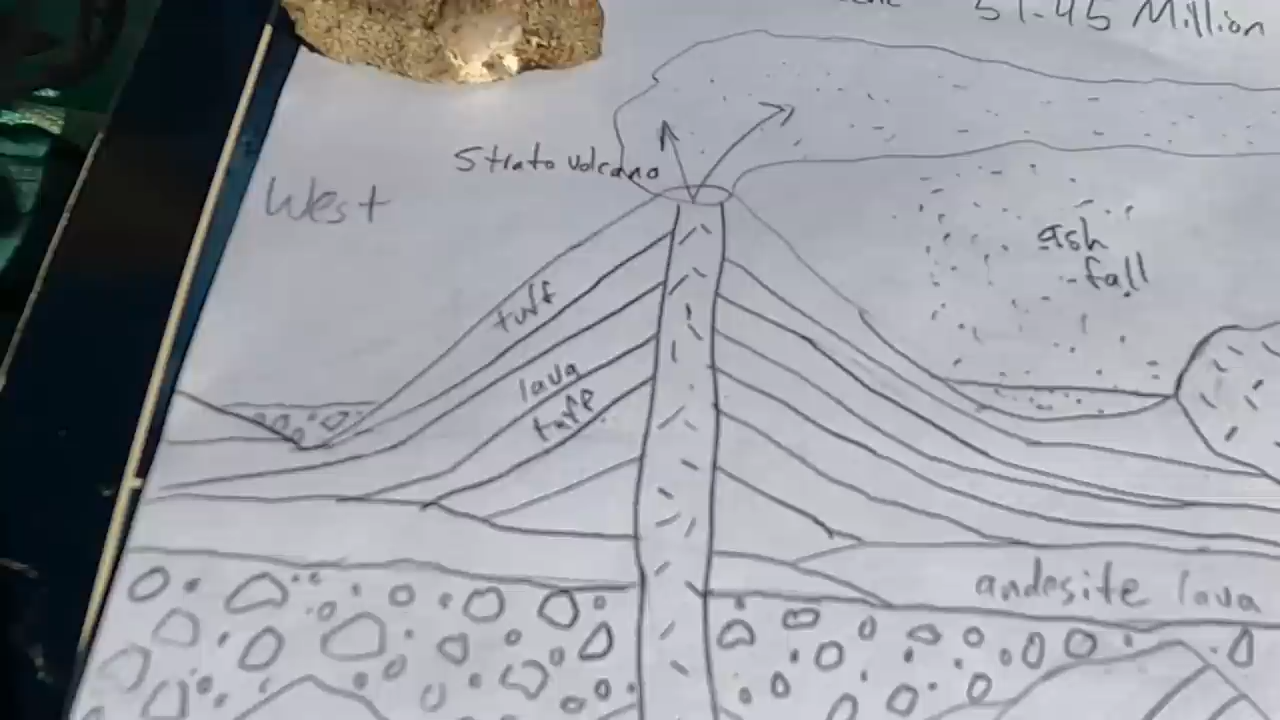 51-45 Million
Strato volcano
West
ash
fall
tuff
lava
tuff
andesite lava